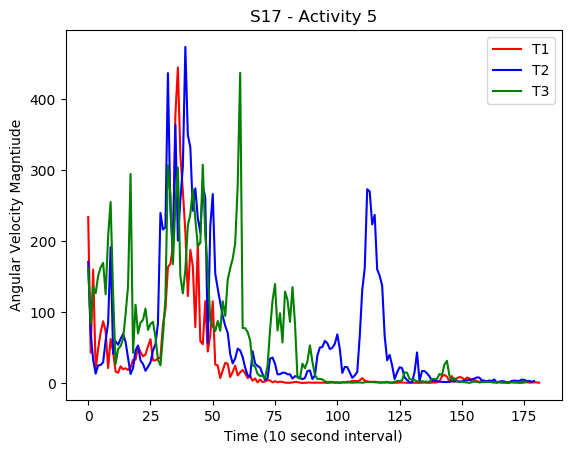 S17 - Activity 5
T1
T2
T3
Angular Velocity Magntiude
400
300
200
100
0
0 25 50 75 100 125 150 175
Time (10 second interval)